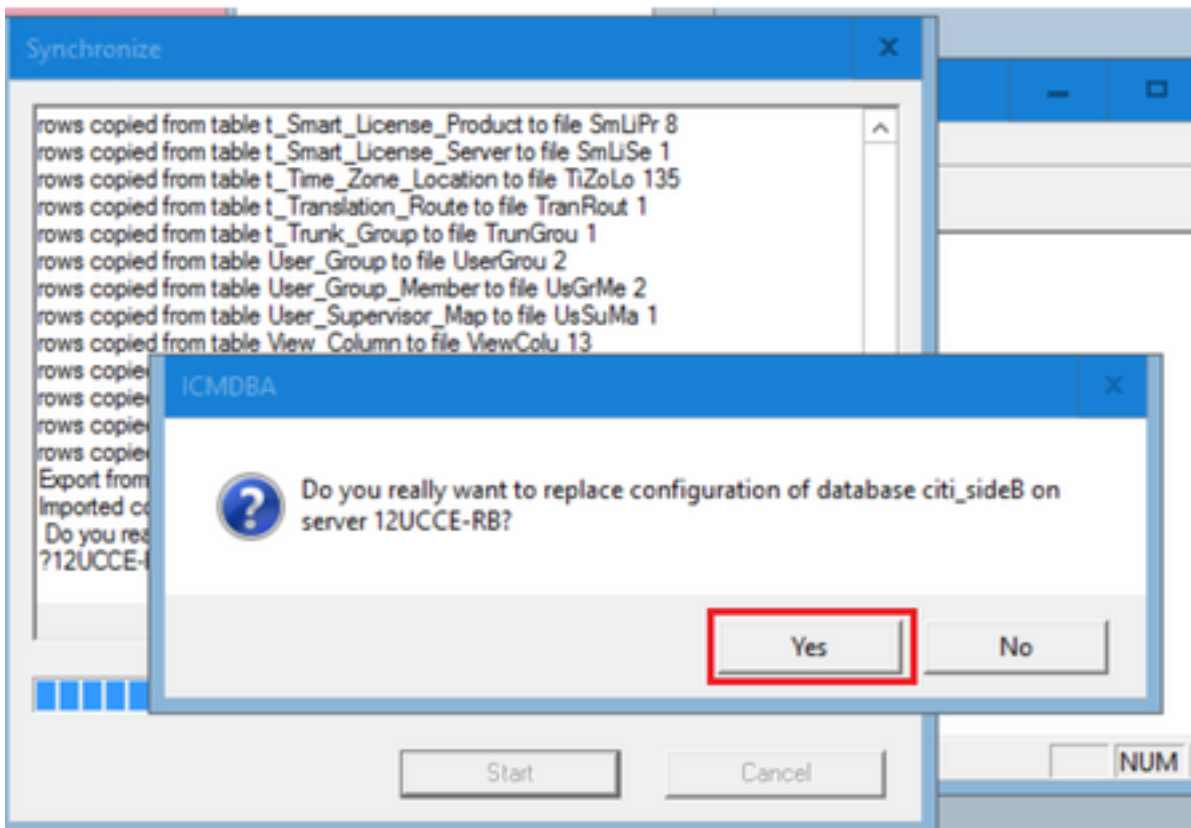 Synchronize
rows copied from table t_Smart_License_Product to file SmLiPr 8
rows copied from table t_Smart_License_Server to file SmLiSe 1
rows copied from table t_Time_Zone_Location to file TiZoLo 135
rows copied from table t_Translation_Route to file TranRout 1
rows copied from table t_Trunk_Group to file TrunGrou 1
rows copied from table User_Group to file UserGrou 2
rows copied from table User_Group_Member to file UsGrMe 2
rows copied from table User_Supervisor_Map to file UsSuMa 1
rows copied from table View_Column to file ViewColu 13
rows copie
rows copie
rows copie
rows copie
Export from
Imported co
Do you rea
?12UCCE-
ICMDBA
Do you really want to replace configuration of database citi_sideB on
server 12UCCE-RB?
Yes
No
Start
Cancel
NUM